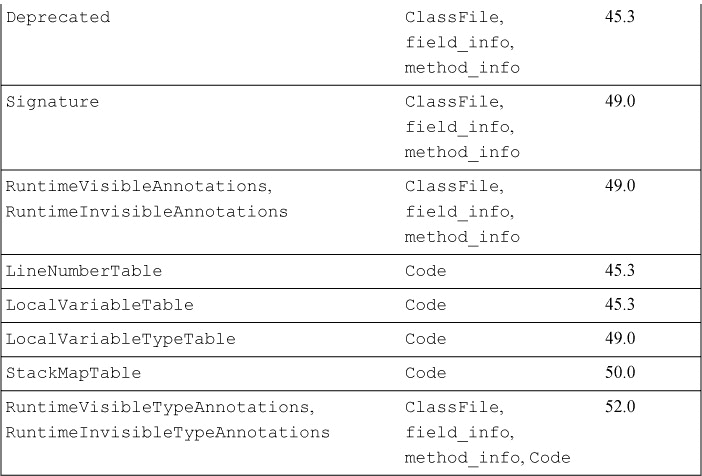 Deprecated ClassFile, 45.3
field_info,
method_info
Signature ClassFile, 49.0
field_info,
method_info
RuntimeVisibleAnnotations, ClassFile, 49.0
RuntimeInvisibleAnnotations field_info,
method_info
LineNumberTable Code 45.3
LocalVariableTable Code 45.3
LocalVariableTypeTable Code 49.0
StackMapTable Code 50.0
RuntimeVisibleTypeAnnotations, ClassFile, 52.0
RuntimeInvisibleTypeAnnotations field_info,
method_info, Code